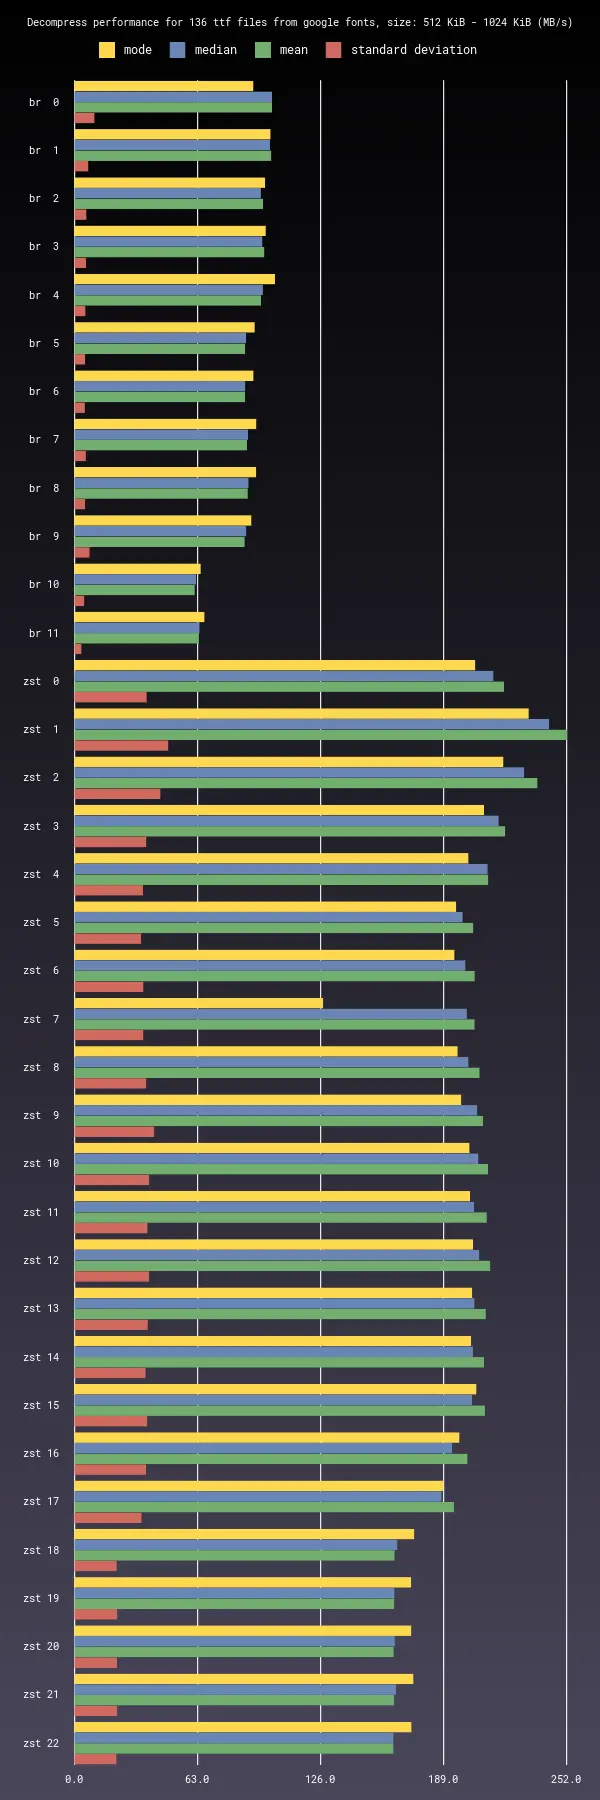 Decompress performance for 136 ttf files from google fonts, size: 512 KiB - 1024 KiB (MB/s)
mode median mean standard deviation
br 0
br 1
br 2
br 3
br 4
br 5
br 6
br 7
br 8
br 9
br 10
br 11
zst 0
zst 1
zst 2
zst 3
zst 4
zst 5
zst 6
zst 7
zst 8
zst 9
zst 10
zst 11
zst 12
zst 13
zst 14
zst 15
zst 16
zst 17
zst 18
zst 19
zst 20
zst 21
zst 22
0.0 63.0 126.0 189.0 252.0